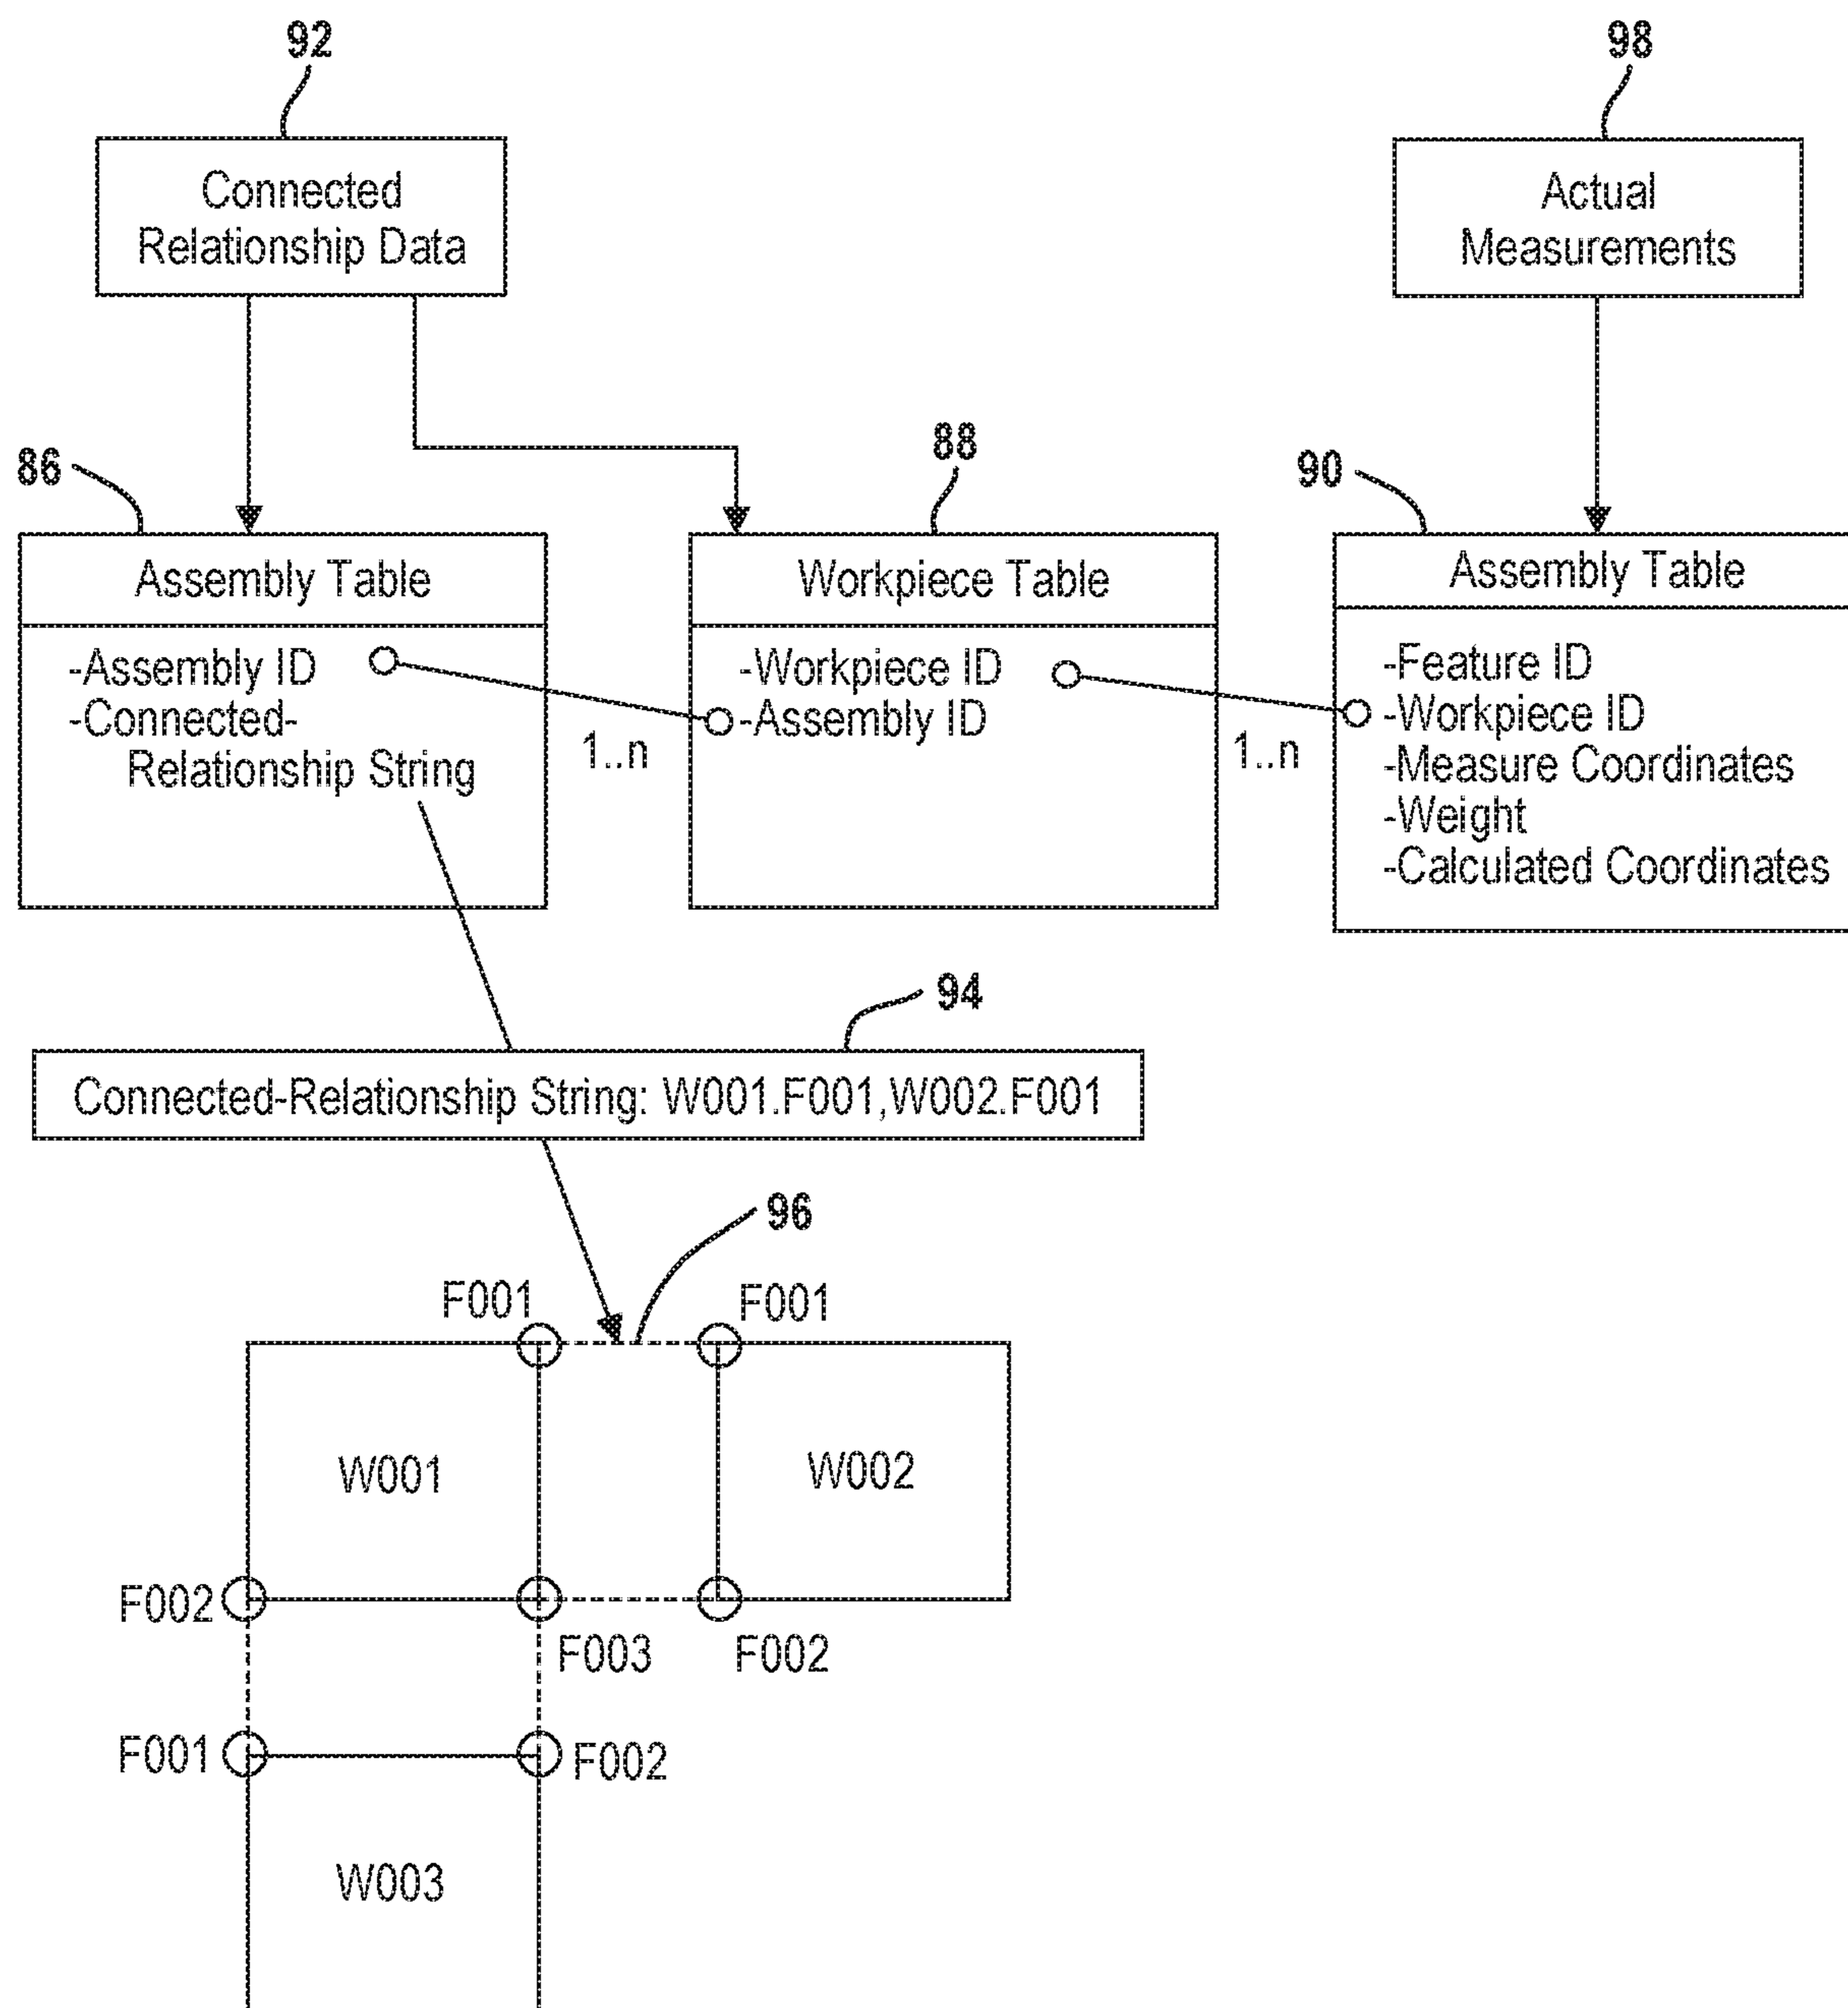 92
98
Connected
Relationship Data
Actual
Measurements
86
88
90
Assembly Table
-Assembly ID
-Connected-
Relationship String
1..n
Workpiece Table
-Workpiece ID
-Assembly ID
1..n
Assembly Table
-Feature ID
-Workpiece ID
-Measure Coordinates
-Weight
-Calculated Coordinates
94
Connected-Relationship String: W001.F001,W002.F001
96
F001
F001
W001
W002
F002
F003
F002
F001
F002
W003